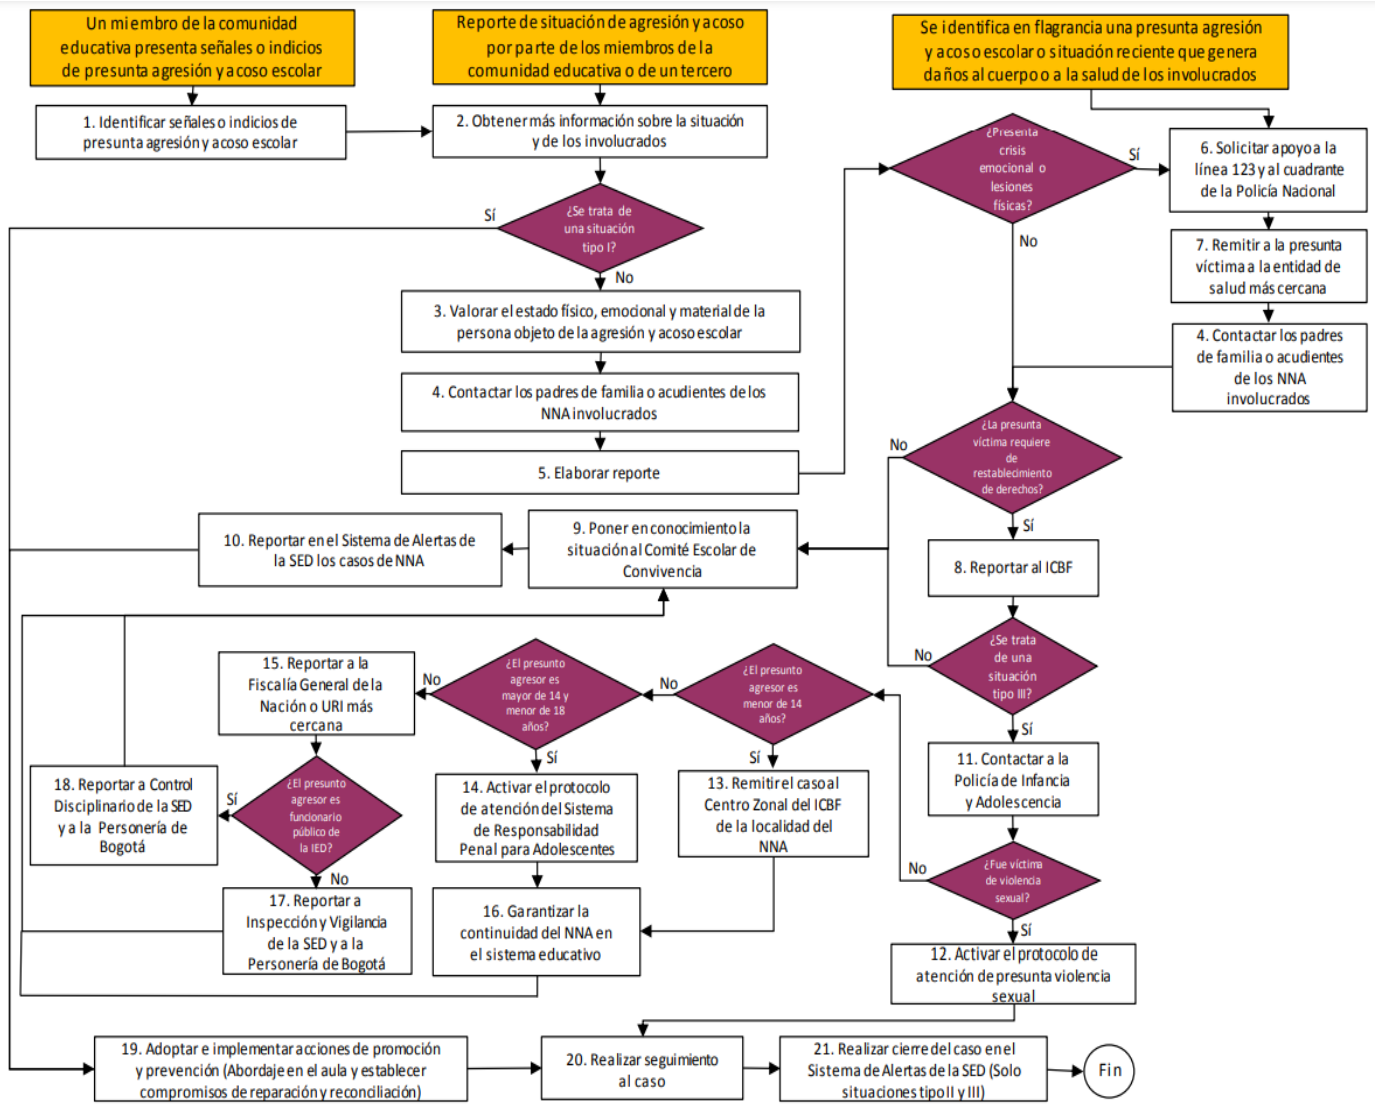 Un miembro de la comunidad
educativa presenta señales o indicios
de presunta agresión y acoso escolar
Reporte de situación de agresión y acoso
por parte de los miembros de la
comunidad educativa o de un tercero
Se identifica en flagrancia una presunta agresión
y acoso escolar o situación reciente que genera
daños al cuerpo o a la salud de los involucrados
1. Identificar señales o indicios de
presunta agresión y acoso escolar
2. Obtener más información sobre la situación
y de los involucrados
¿Presenta
crisis
emocional o
lesiones
físicas?
Sí
No
6. Solicitar apoyo a la
línea 123 y al cuadrante
de la Policía Nacional
¿Se trata de
una situación
tipo I?
Sí
No
7. Remitir a la presunta
víctima a la entidad de
salud más cercana
3. Valorar el estado físico, emocional y material de la
persona objeto de la agresión y acoso escolar
4. Contactar los padres
de familia o acudientes
de los NNA
involucrados
4. Contactar los padres de familia o acudientes de los
NNA involucrados
5. Elaborar reporte
¿La presunta
víctima requiere
de
restablecimiento
de derechos?
No
Sí
10. Reportar en el Sistema de Alertas de
la SED los casos de NNA
9. Poner en conocimiento la
situación al Comité Escolar de
Convivencia
8. Reportar al ICBF
¿Se trata
de una
situación
tipo III?
No
Sí
15. Reportar a la
Fiscalía General de la
Nación o URI más
cercana
No
¿El presunto
agresor es
mayor de 14 y
menor de 18
años?
Sí
No
¿El presunto
agresor es
menor de 14
años?
Sí
11. Contactar a la
Policía de Infancia
y Adolescencia
18. Reportar a Control
Disciplinario de la SED
y a la Personería de
Bogotá
Sí
¿El presunto
agresor es
funcionario
público de
la IED?
No
14. Activar el protocolo
de atención del Sistema
de Responsabilidad
Penal para Adolescentes
13. Remitir el caso al
Centro Zonal del ICBF
de la localidad del
NNA
No
¿Fue víctima
de violencia
sexual?
Sí
17. Reportar a
Inspección y Vigilancia
de la SED y a la
Personería de Bogotá
16. Garantizar la
continuidad del NNA en
el sistema educativo
12. Activar el protocolo de
atención de presunta violencia
sexual
19. Adoptar e implementar acciones de promoción
y prevención (Abordaje en el aula y establecer
compromisos de reparación y reconciliación)
20. Realizar seguimiento
al caso
21. Realizar cierre del caso en el
Sistema de Alertas de la SED (Solo
situaciones tipo II y III)
Fin